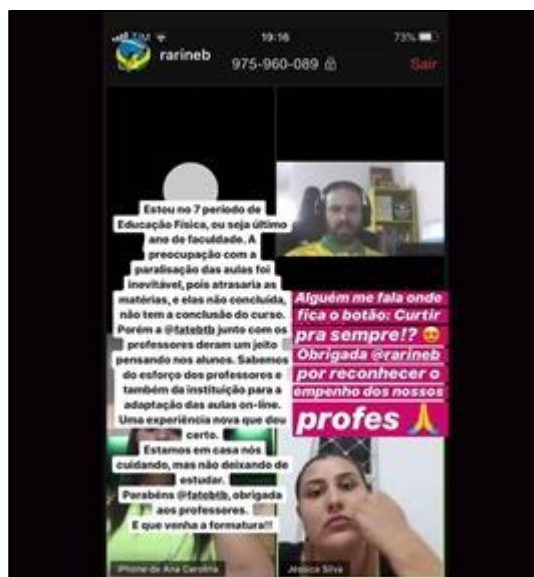 TIM
19:16
73%
rarineb
975-960-089
Sair
Estou no 7 periodo de
Educação Física, ou seja último
ano de faculdade. A
preocupação com a
paralisação das aulas foi
inevitável, pois atrasaria as
matérias, e elas não concluída,
não tem a conclusão do curso.
Porém a @fatebtb junto com os
professores deram um jeito
pensando nos alunos. Sabemos
do esforço dos professores e
também da instituição para a
adaptação das aulas on-line.
Uma experiência nova que deu
certo.
Estamos em casa nós
cuidando, mas não deixando de
estudar.
Parabéns @fatebtb, obrigada
aos professores.
E que venha a formatura!!
Alguém me fala onde
fica o botão: Curtir
pra sempre!? 😍
Obrigada @rarineb
por reconhecer o
empenho dos nossos
profes 🙏
iPhone de Ana Carolina
Jéssica Silva